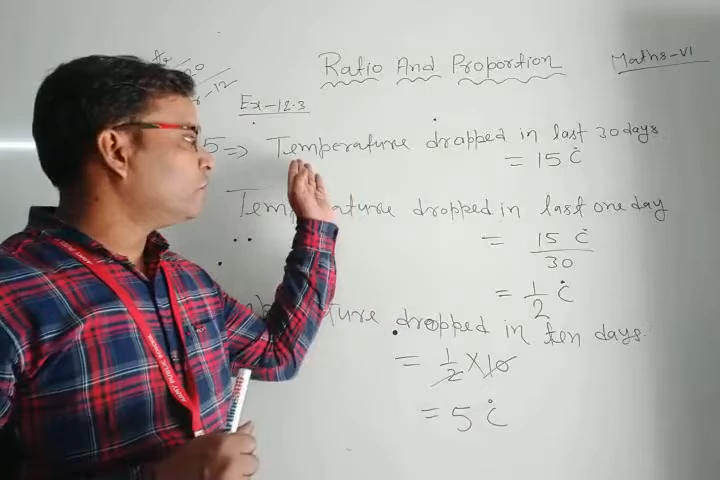 Ratio And Proportion
Maths-VI
Ex-12.3
5 ⇒ Temperature dropped in last 30 days
= 15°C
dropped in last one day
= 15°C
30
= 1/2 °C
dropped in ten days
= 1/2 × 10
= 5°C